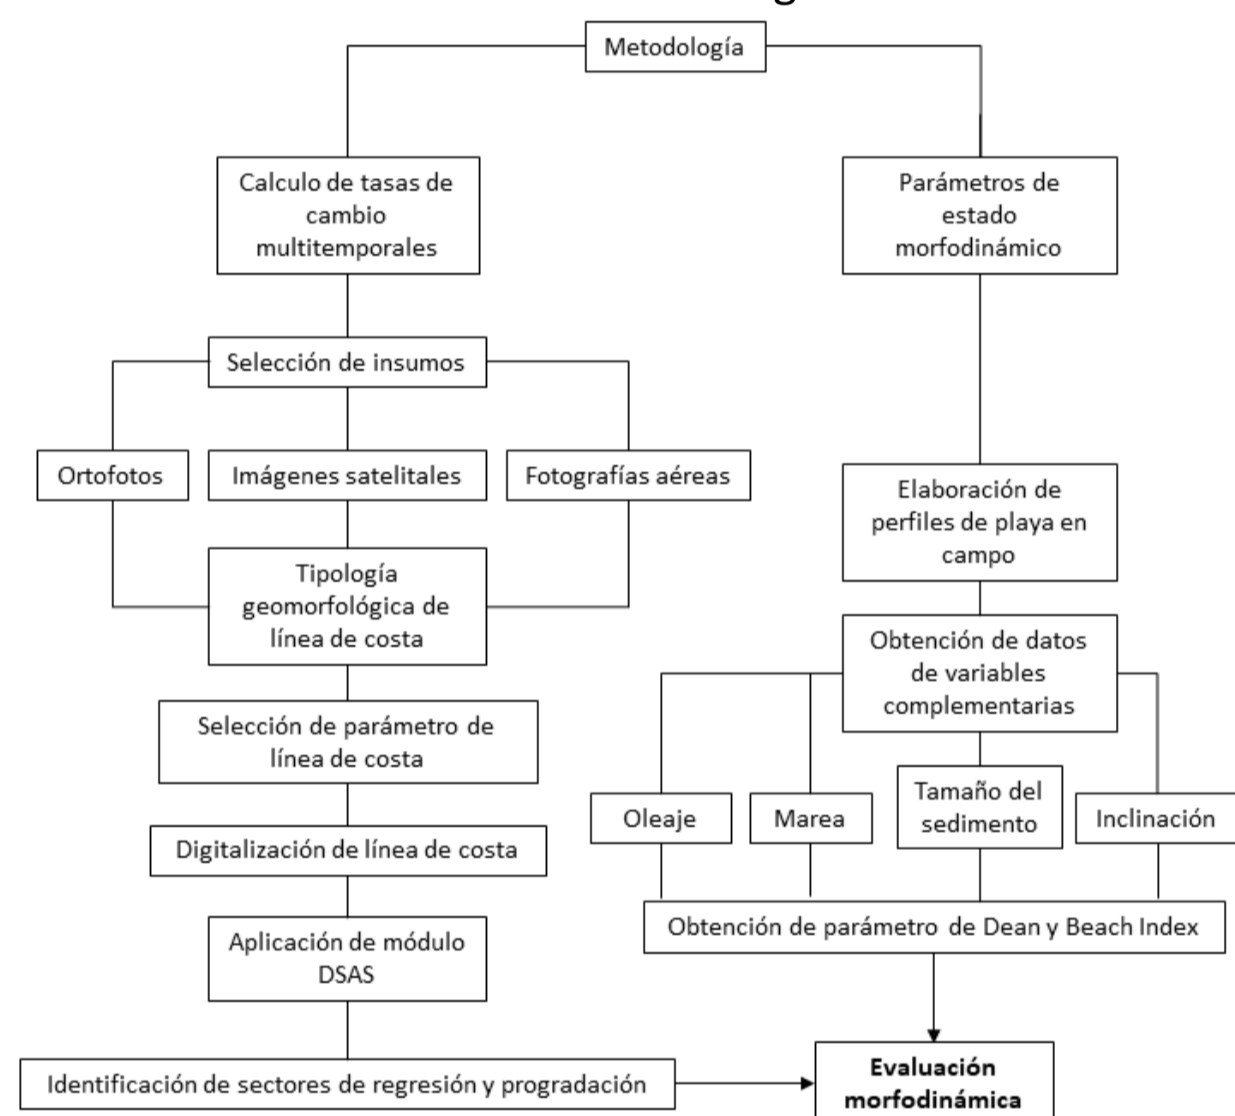 Metodología
Calculo de tasas de
cambio
multitemporales
Parámetros de
estado
morfodinámico
Selección de insumos
Ortofotos
Imágenes satelitales
Fotografías aéreas
Elaboración de
perfiles de playa en
campo
Tipología
geomorfológica de
línea de costa
Obtención de datos
de variables
complementarias
Selección de parámetro de
línea de costa
Oleaje
Marea
Tamaño del
sedimento
Inclinación
Digitalización de línea de costa
Obtención de parámetro de Dean y Beach Index
Aplicación de módulo
DSAS
Identificación de sectores de regresión y progradación
Evaluación
morfodinámica